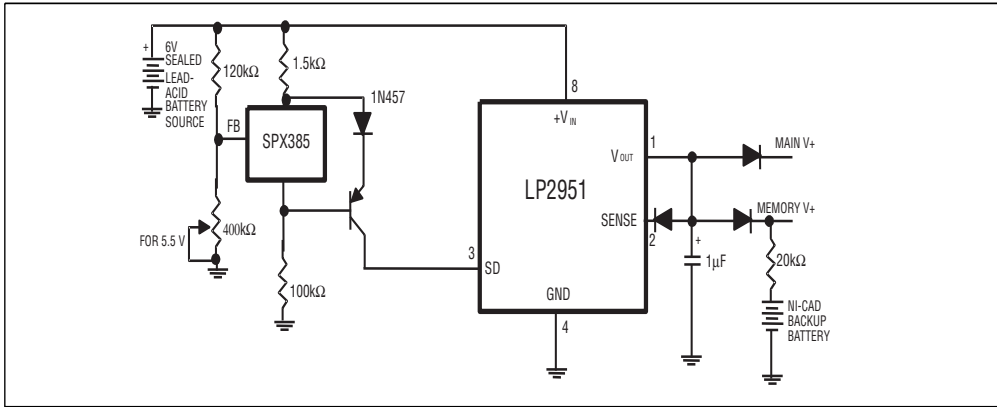 +
6V
SEALED
LEAD-
ACID
BATTERY
SOURCE
120kΩ
1.5kΩ
1N457
FB
SPX385
FOR 5.5 V
400kΩ
100kΩ
8
+VIN
1
VOUT
LP2951
SENSE
2
3
SD
GND
4
MAIN V+
MEMORY V+
+
1µF
20kΩ
NI-CAD
BACKUP
BATTERY